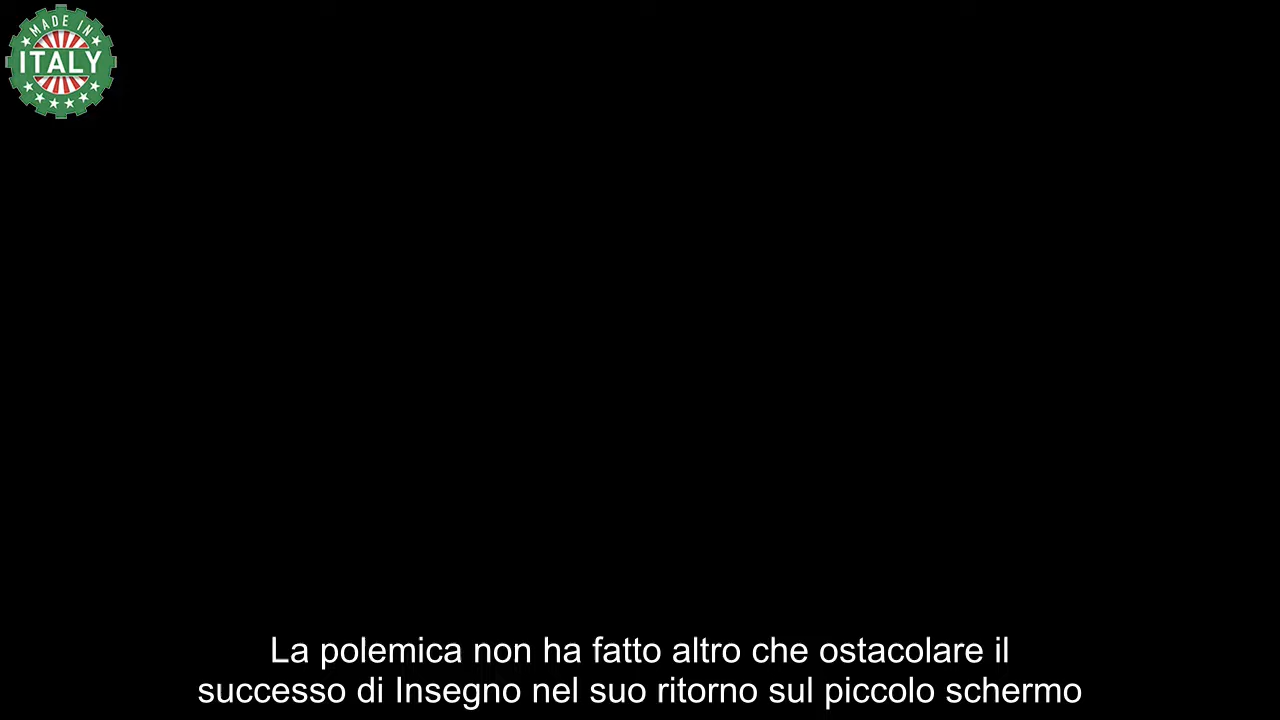 MADE IN
ITALY
La polemica non ha fatto altro che ostacolare il
successo di Insegno nel suo ritorno sul piccolo schermo